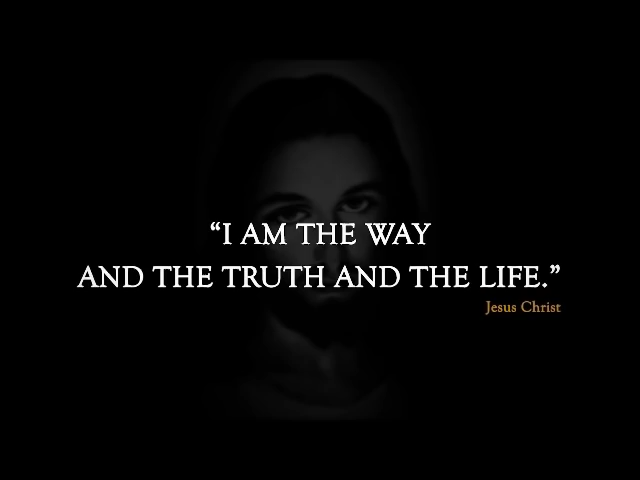 “I AM THE WAY
AND THE TRUTH AND THE LIFE.”
Jesus Christ